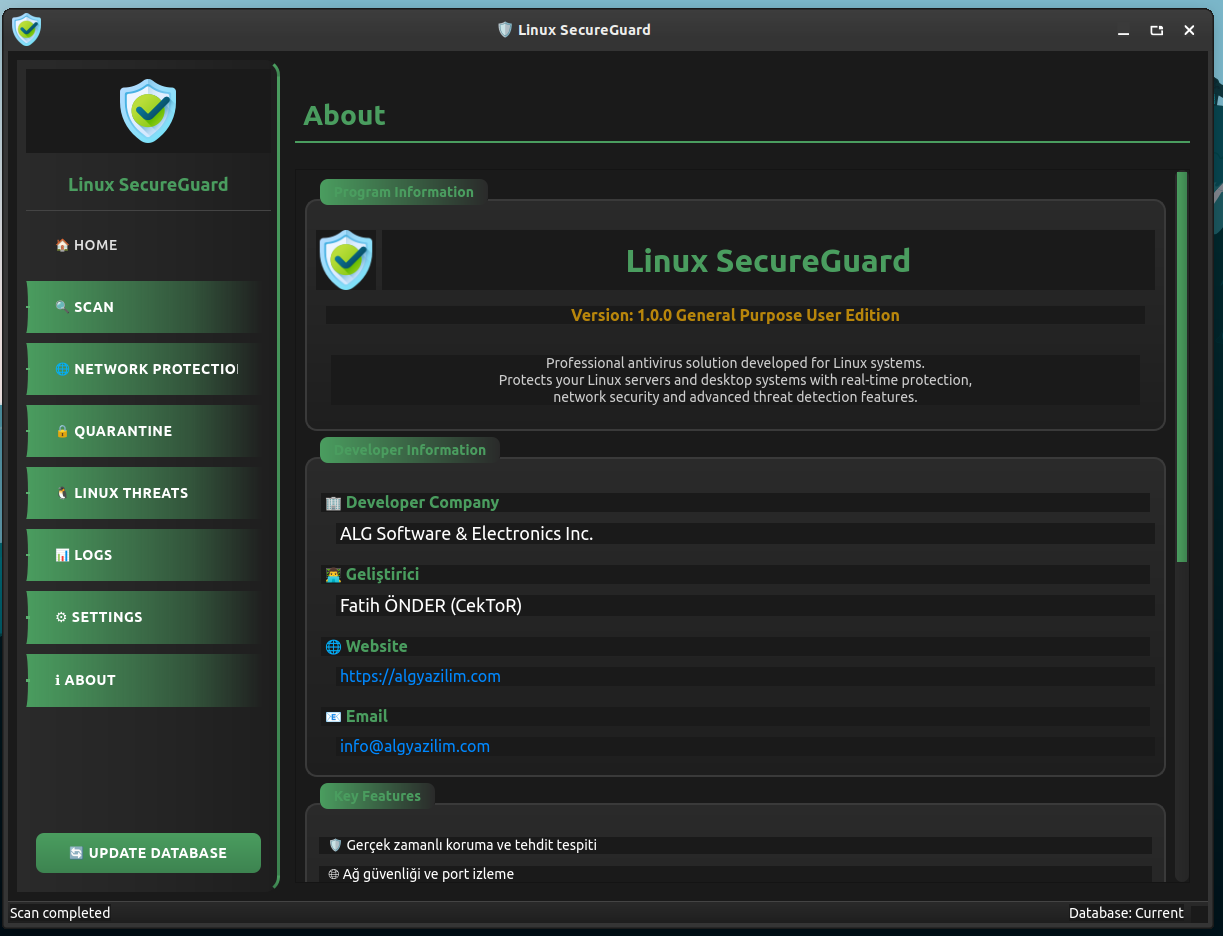 Linux SecureGuard
Linux SecureGuard
HOME
SCAN
NETWORK PROTECTIO
QUARANTINE
LINUX THREATS
LOGS
SETTINGS
ABOUT
UPDATE DATABASE
About
Program Information
Linux SecureGuard
Version: 1.0.0 General Purpose User Edition
Professional antivirus solution developed for Linux systems.
Protects your Linux servers and desktop systems with real-time protection,
network security and advanced threat detection features.
Developer Information
Developer Company
ALG Software & Electronics Inc.
Geliştirici
Fatih ÖNDER (CekToR)
Website
https://algyazilim.com
Email
info@algyazilim.com
Key Features
Gerçek zamanlı koruma ve tehdit tespiti
Ağ güvenliği ve port izleme
Scan completed
Database: Current